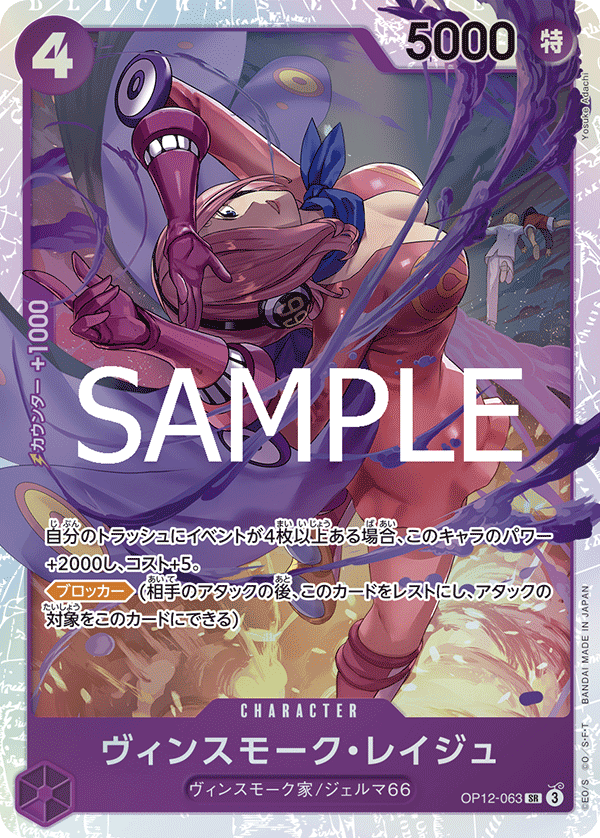 4
5000
特
Yosuke Adachi
カウンター +1000
SAMPLE
自分のトラッシュにイベントが4枚以上ある場合、このキャラのパワー
+2000し、コスト+5。
ブロッカー (相手のアタックの後、このカードをレストにし、アタックの
対象をこのカードにできる)
CHARACTER
ヴィンスモーク・レイジュ
ヴィンスモーク家/ジェルマ66
OP12-063 SR 3
©E.O/S ©O/S・F・T BANDAI MADE IN JAPAN